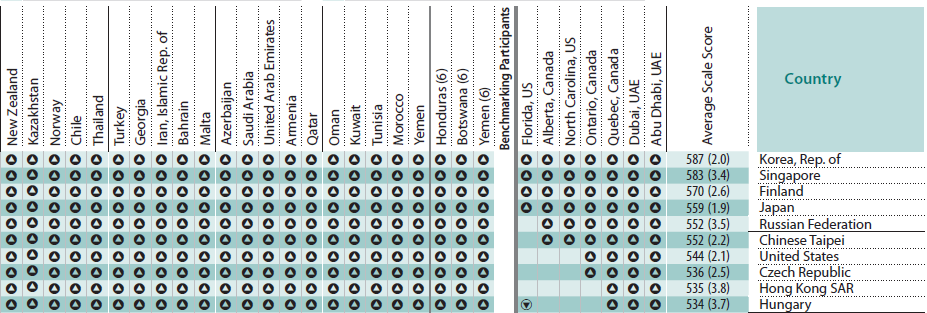 New Zealand
Kazakhstan
Norway
Chile
Thailand
Turkey
Georgia
Iran, Islamic Rep. of
Bahrain
Malta
Azerbaijan
Saudi Arabia
United Arab Emirates
Armenia
Qatar
Oman
Kuwait
Tunisia
Morocco
Yemen
Honduras (6)
Botswana (6)
Yemen (6)
Benchmarking Participants
Florida, US
Alberta, Canada
North Carolina, US
Ontario, Canada
Quebec, Canada
Dubai, UAE
Abu Dhabi, UAE
Average Scale Score
Country
587 (2.0) Korea, Rep. of
583 (3.4) Singapore
570 (2.6) Finland
559 (1.9) Japan
552 (3.5) Russian Federation
552 (2.2) Chinese Taipei
544 (2.1) United States
536 (2.5) Czech Republic
535 (3.8) Hong Kong SAR
534 (3.7) Hungary